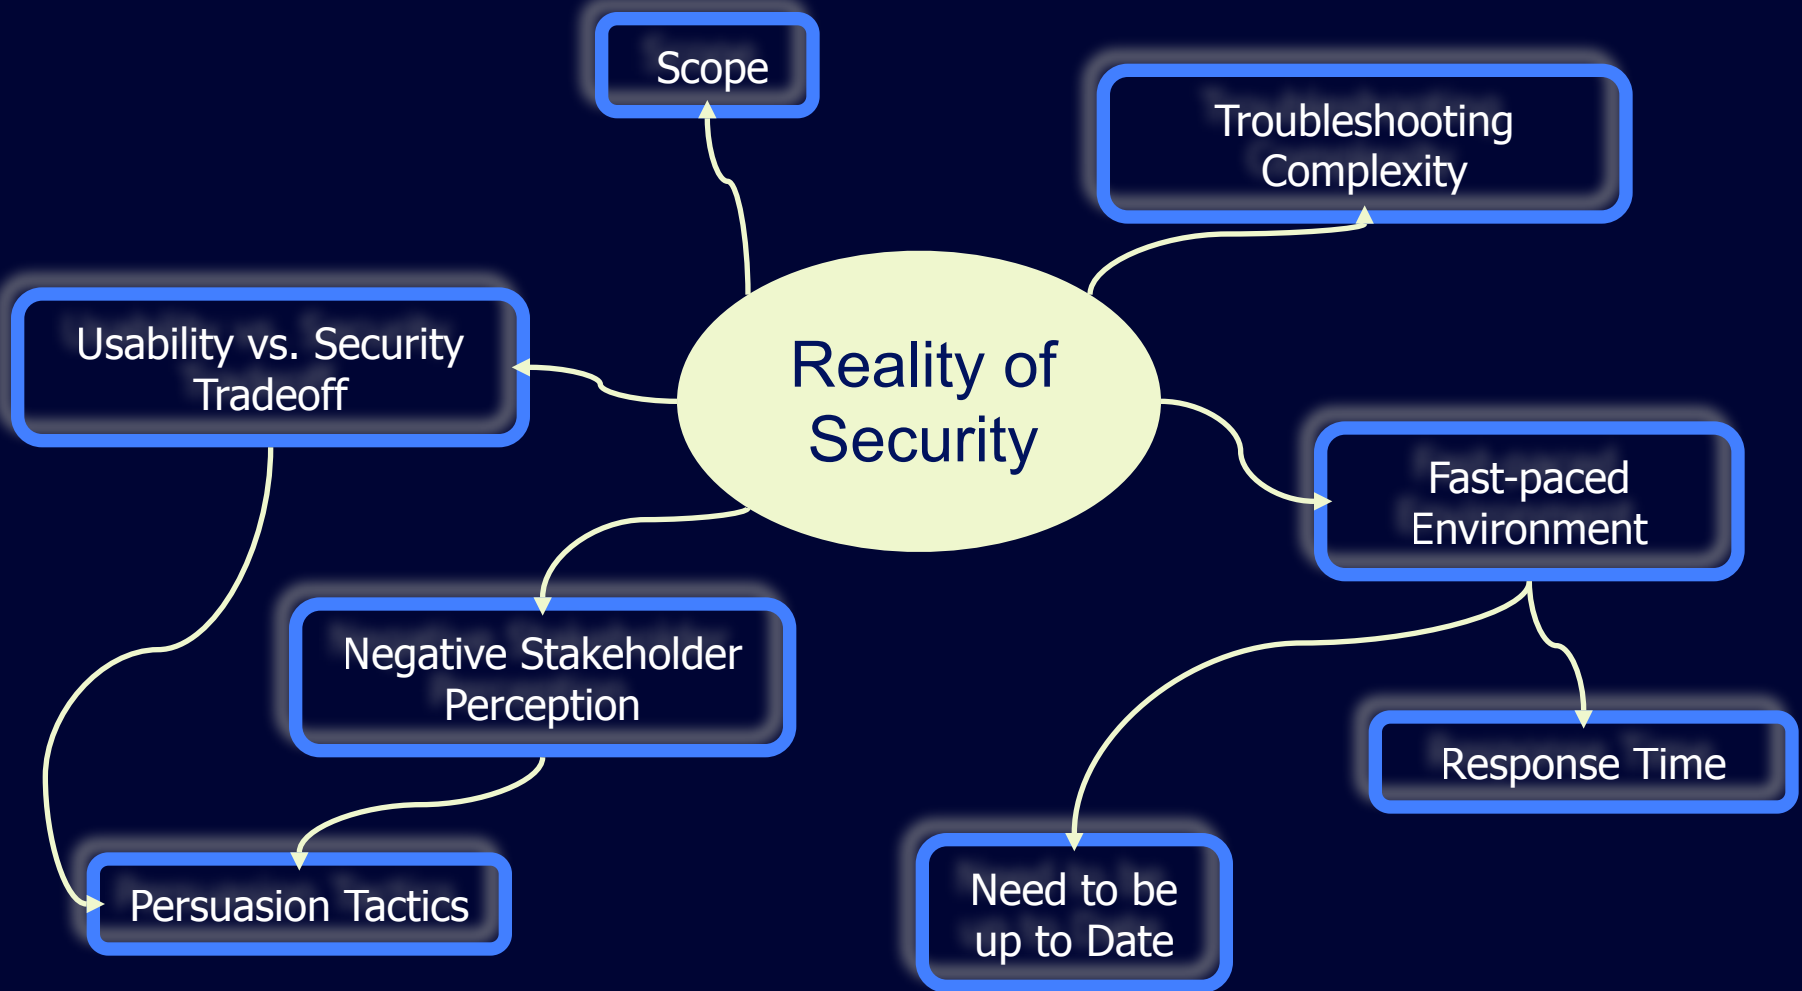 Scope
Troubleshooting
Complexity
Usability vs. Security
Tradeoff
Reality of
Security
Fast-paced
Environment
Negative Stakeholder
Perception
Response Time
Persuasion Tactics
Need to be
up to Date